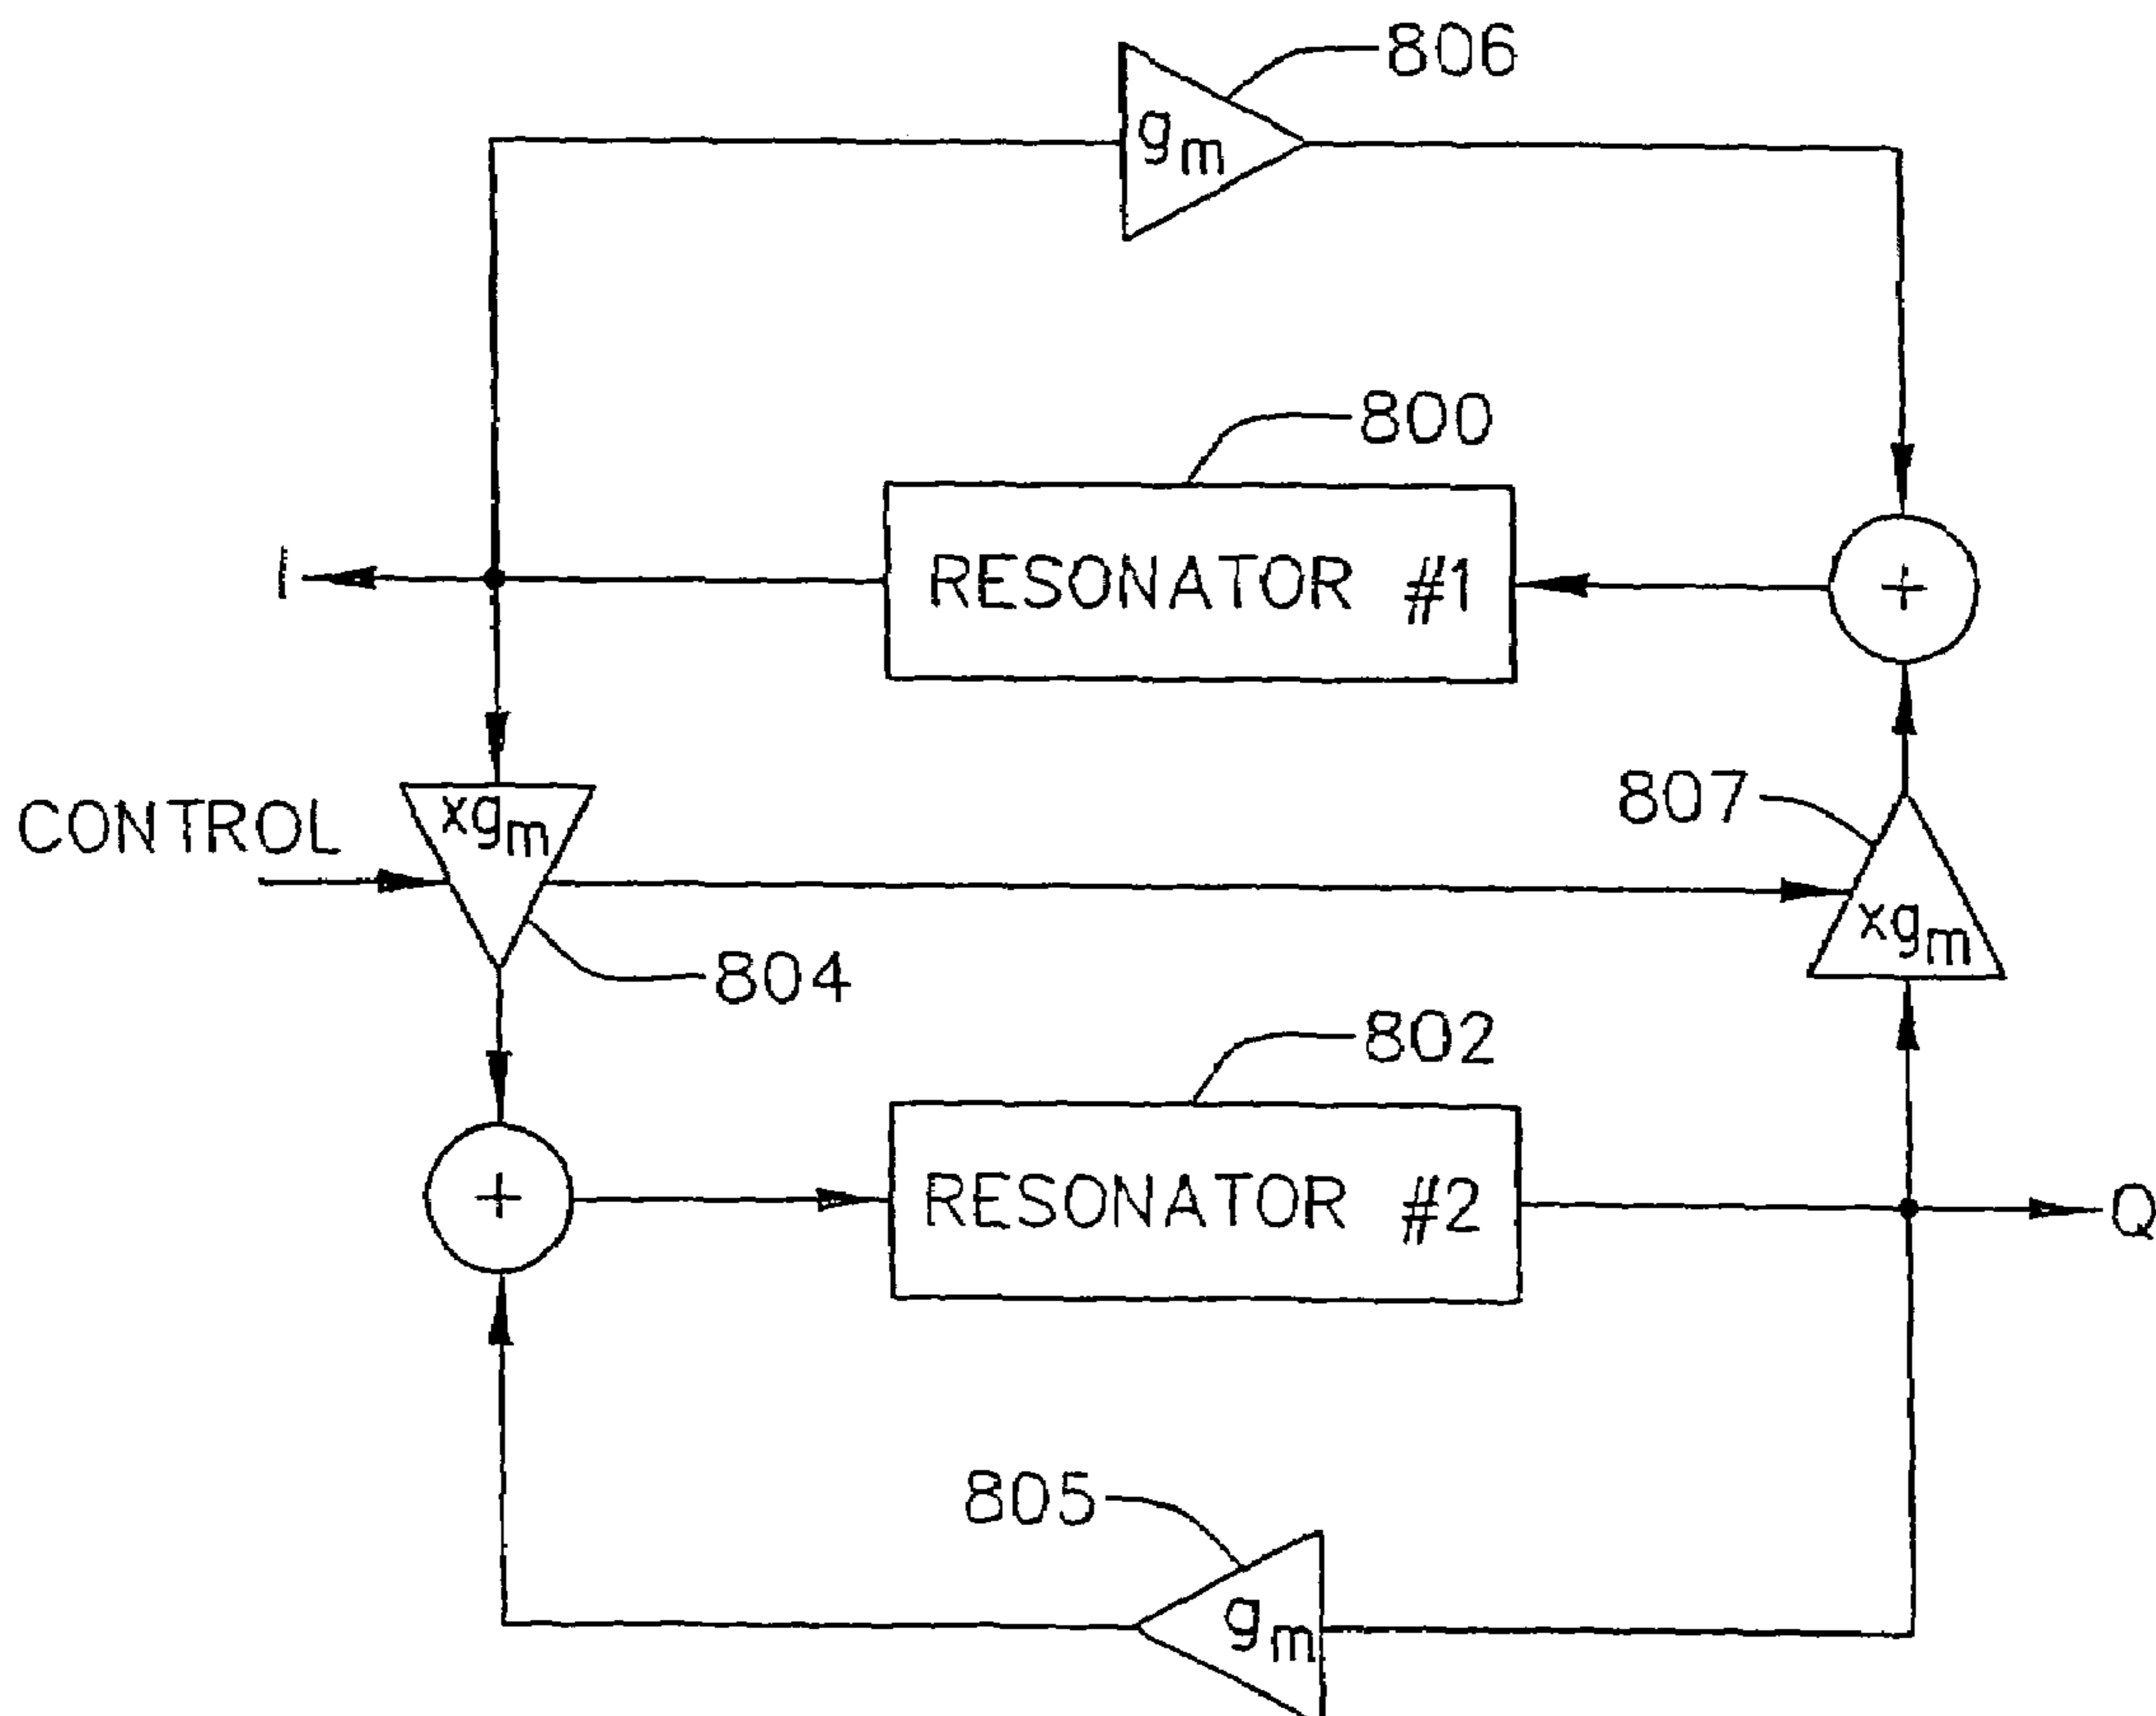 806
gm
800
I
RESONATOR #1
+
CONTROL
xgm
807
xgm
804
802
+
RESONATOR #2
Q
805
gm